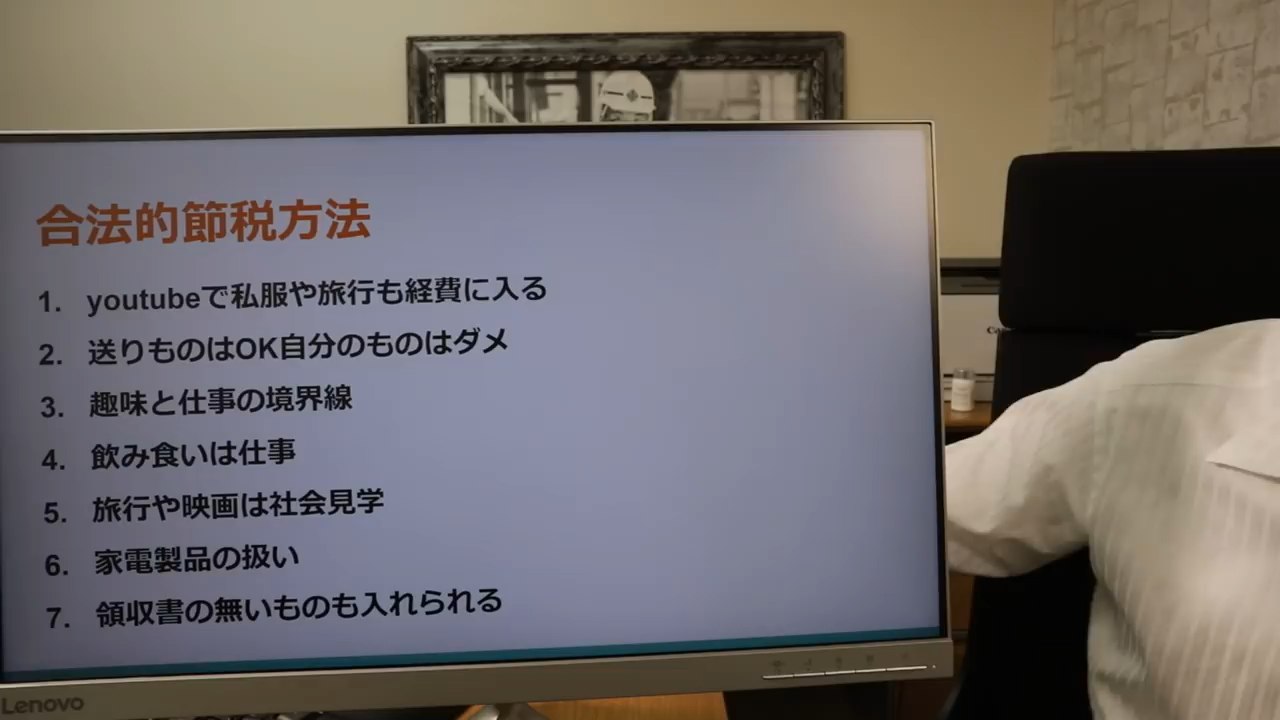 合法的節税方法
1. youtubeで私服や旅行も経費に入る
2. 送りものはOK自分のものはダメ
3. 趣味と仕事の境界線
4. 飲み食いは仕事
5. 旅行や映画は社会見学
6. 家電製品の扱い
7. 領収書の無いものも入れられる
Lenovo